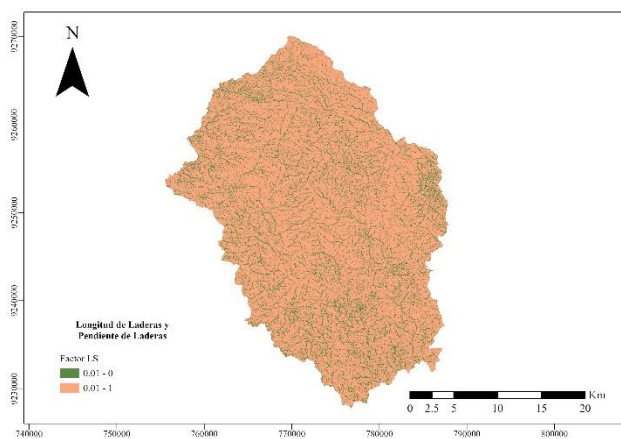 N
9270000
9260000
9250000
9240000
9230000
Longitud de Laderas y
Pendiente de Laderas
Factor LS
0.01 - 0
0.01 - 1
Km
0 2.5 5 10 15 20
740000 750000 760000 770000 780000 790000 800000